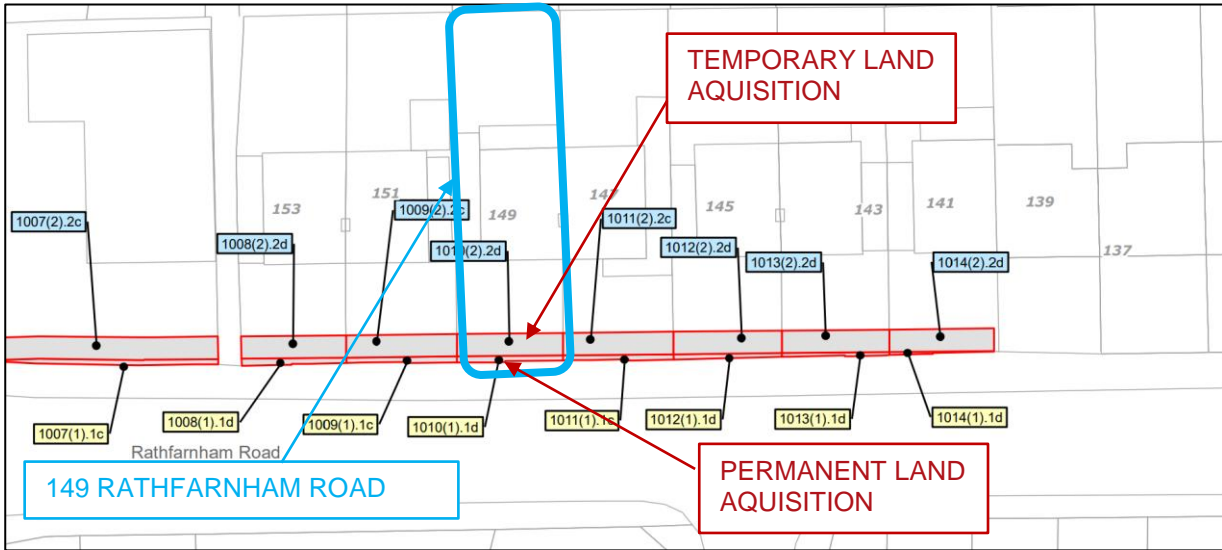 TEMPORARY LAND
AQUISITION
153
151
149
147
145
143
141
139
137
1007(2).2c
1008(2).2d
1009(2).2c
1010(2).2d
1011(2).2c
1012(2).2d
1013(2).2d
1014(2).2d
1007(1).1c
1008(1).1d
1009(1).1c
1010(1).1d
1011(1).1c
1012(1).1d
1013(1).1d
1014(1).1d
Rathfarnham Road
149 RATHFARNHAM ROAD
PERMANENT LAND
AQUISITION